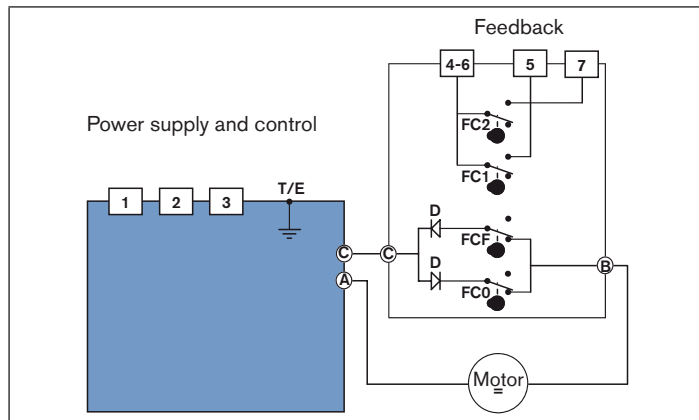 Feedback
4-6 5 7
FC2
Power supply and control
FC1
1 2 3 T/E
D
FCF
C C
B
D
A
FC0
Motor